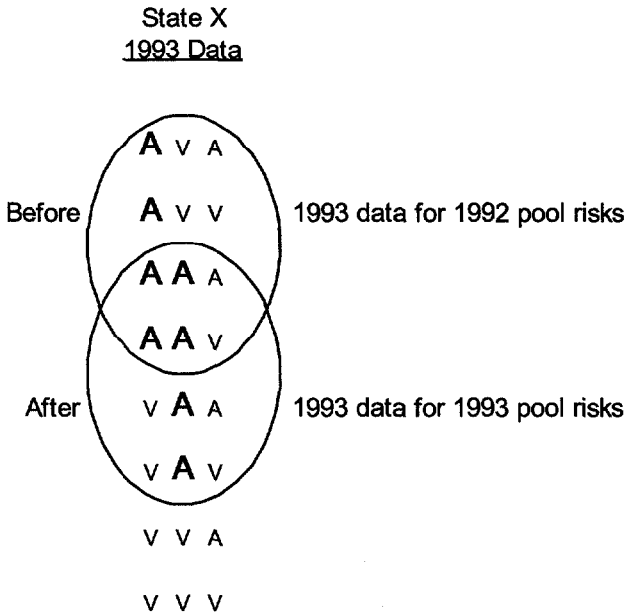 State X
1993 Data
A V A
Before A V V 1993 data for 1992 pool risks
A A A
A A V
After V A A 1993 data for 1993 pool risks
V A V
V V A
V V V